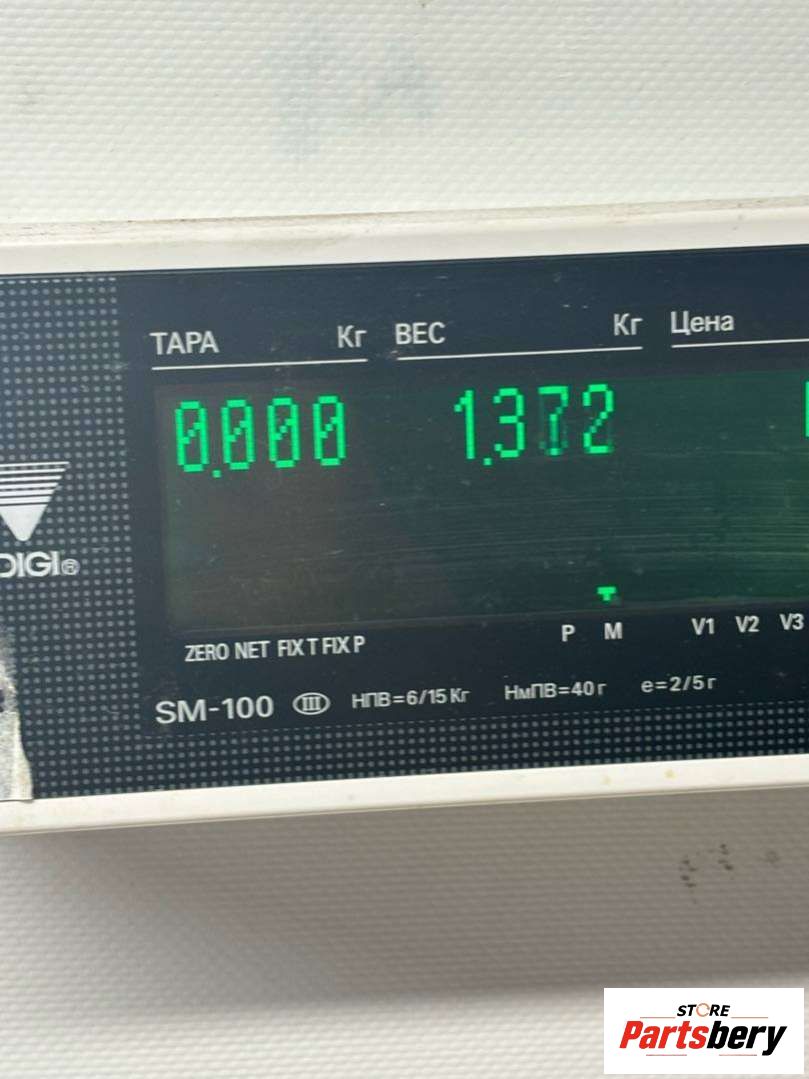 ТАРА Кг ВЕС Кг Цена
0.000 1.372
DIGI®
ZERO NET FIX T FIX P P M V1 V2 V3
SM-100 III НПВ=6/15 Кг НмПВ=40 г e=2/5 г
STORE
Partsbery